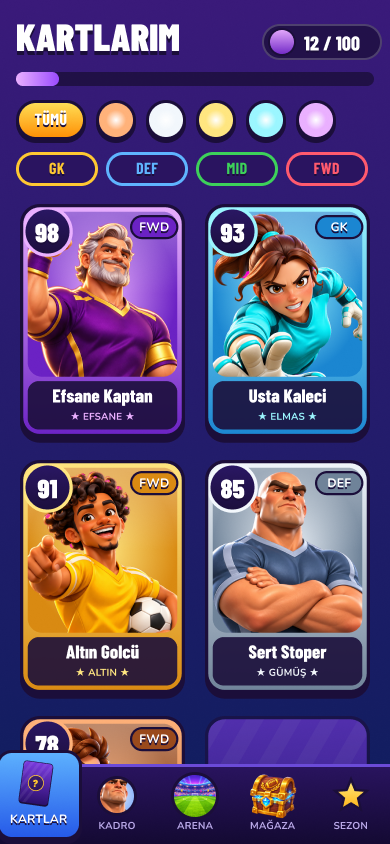 KARTLARIM
12 / 100
TÜMÜ
GK DEF MID FWD
98 FWD
Efsane Kaptan
★ EFSANE ★
93 GK
Usta Kaleci
★ ELMAS ★
91 FWD
Altın Golcü
★ ALTIN ★
85 DEF
Sert Stoper
★ GÜMÜŞ ★
78 FWD
?
KARTLAR
KADRO
ARENA
MAĞAZA
SEZON